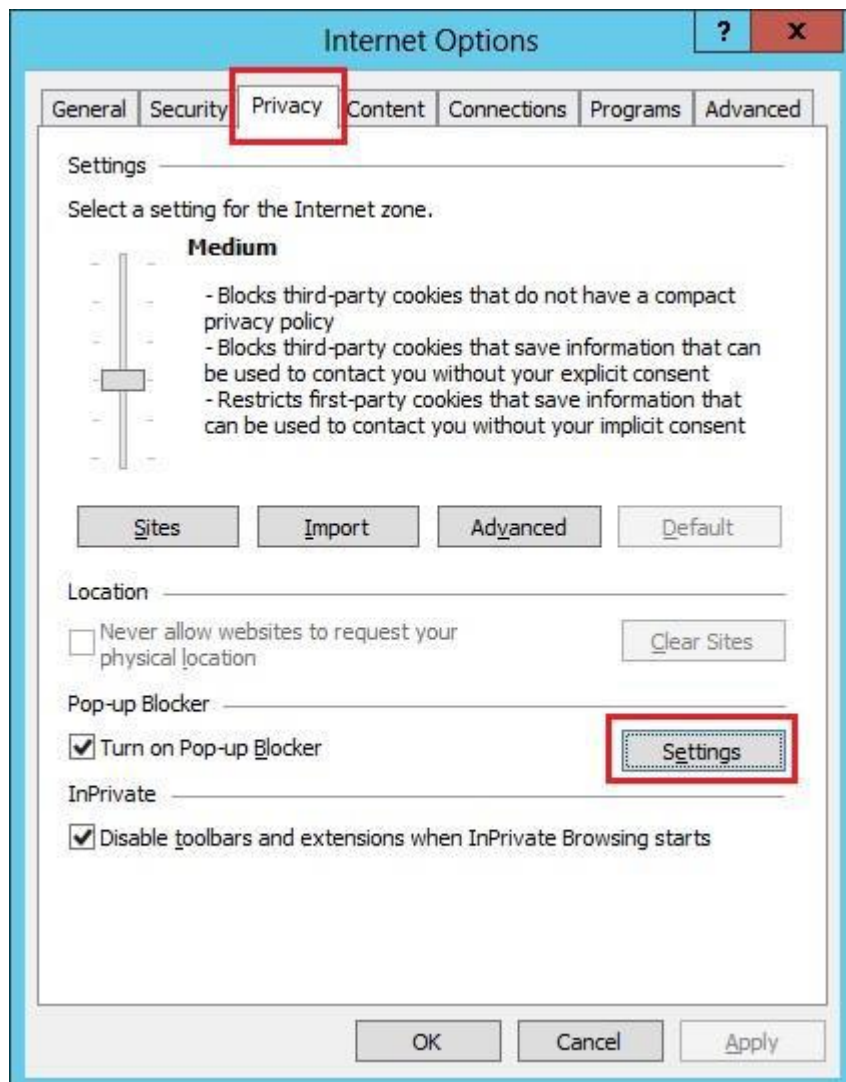 Internet Options
? x
General Security Privacy Content Connections Programs Advanced
Settings
Select a setting for the Internet zone.
Medium
- Blocks third-party cookies that do not have a compact
privacy policy
- Blocks third-party cookies that save information that can
be used to contact you without your explicit consent
- Restricts first-party cookies that save information that
can be used to contact you without your implicit consent
Sites Import Advanced Default
Location
Never allow websites to request your
physical location
Clear Sites
Pop-up Blocker
Turn on Pop-up Blocker
Settings
InPrivate
Disable toolbars and extensions when InPrivate Browsing starts
OK Cancel Apply